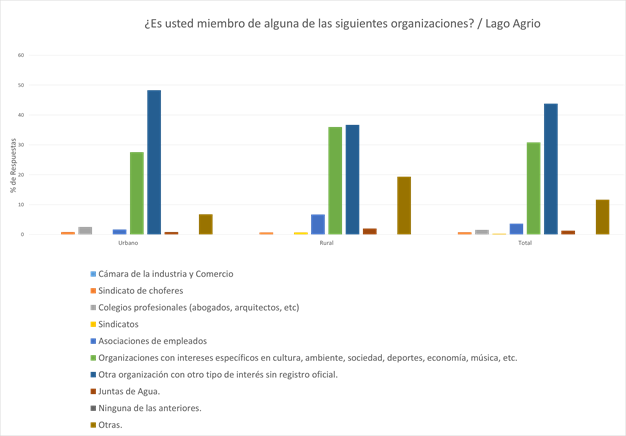 ¿Es usted miembro de alguna de las siguientes organizaciones? / Lago Agrio
60
50
40
30
20
10
0
% de Respuestas
Urbano
Rural
Total
Cámara de la industria y Comercio
Sindicato de choferes
Colegios profesionales (abogados, arquitectos, etc)
Sindicatos
Asociaciones de empleados
Organizaciones con intereses específicos en cultura, ambiente, sociedad, deportes, economía, música, etc.
Otra organización con otro tipo de interés sin registro oficial.
Juntas de Agua.
Ninguna de las anteriores.
Otras.